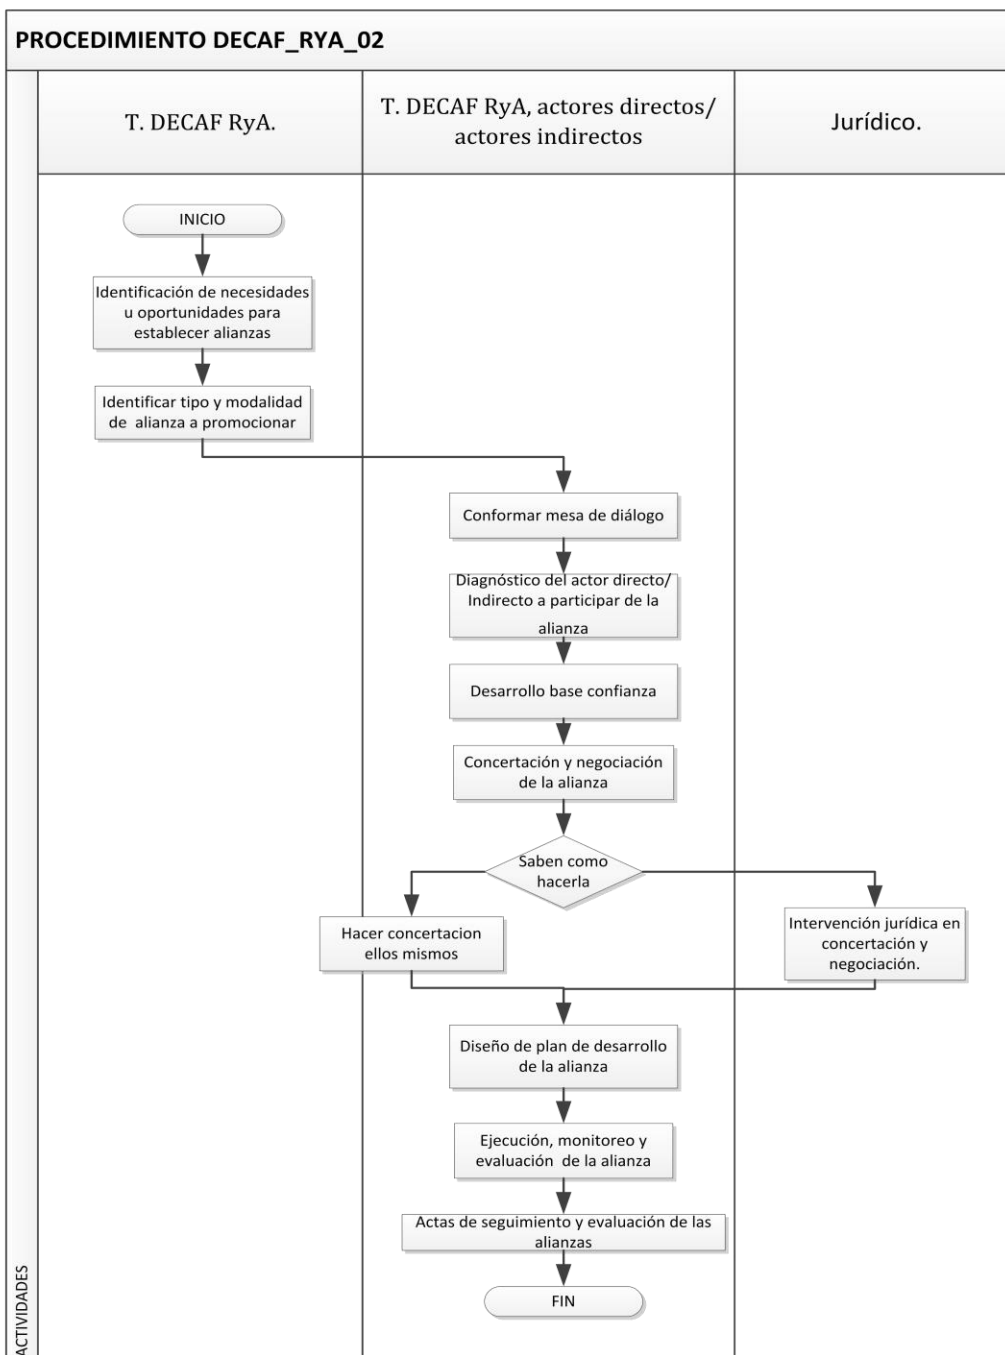 PROCEDIMIENTO DECAF_RYA_02
T. DECAF RyA.
T. DECAF RyA, actores directos/
actores indirectos
Jurídico.
INICIO
Identificación de necesidades
u oportunidades para
establecer alianzas
Identificar tipo y modalidad
de alianza a promocionar
Conformar mesa de diálogo
Diagnóstico del actor directo/
Indirecto a participar de la
alianza
Desarrollo base confianza
Concertación y negociación
de la alianza
Saben como
hacerla
Hacer concertacion
ellos mismos
Intervención jurídica en
concertación y
negociación.
Diseño de plan de desarrollo
de la alianza
Ejecución, monitoreo y
evaluación de la alianza
Actas de seguimiento y evaluación de las
alianzas
FIN
ACTIVIDADES